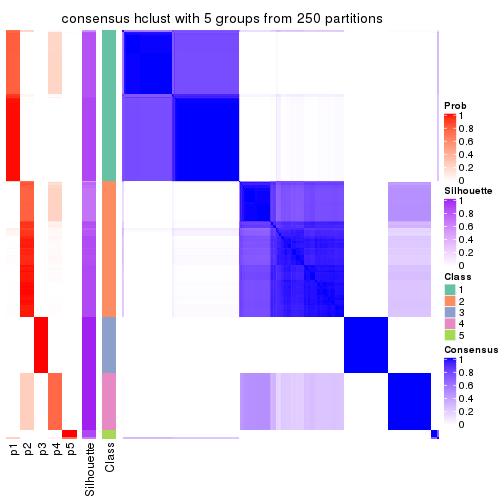 consensus hclust with 5 groups from 250 partitions
Prob
1
0.8
0.6
0.4
0.2
0
Silhouette
1
0.8
0.6
0.4
0.2
0
Class
1
2
3
4
5
Consensus
1
0.8
0.6
0.4
0.2
0
p1
p2
p3
p4
p5
Silhouette
Class